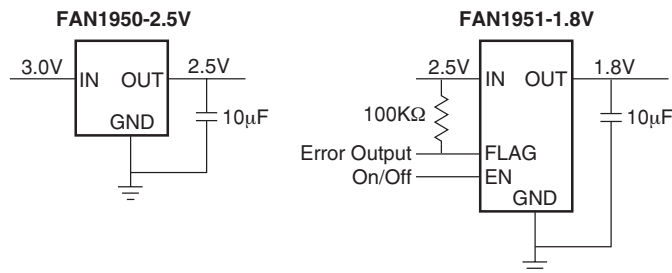 FAN1950-2.5V
3.0V
IN
OUT
2.5V
GND
10μF
FAN1951-1.8V
2.5V
IN
OUT
1.8V
100KΩ
10μF
Error Output
FLAG
On/Off
EN
GND